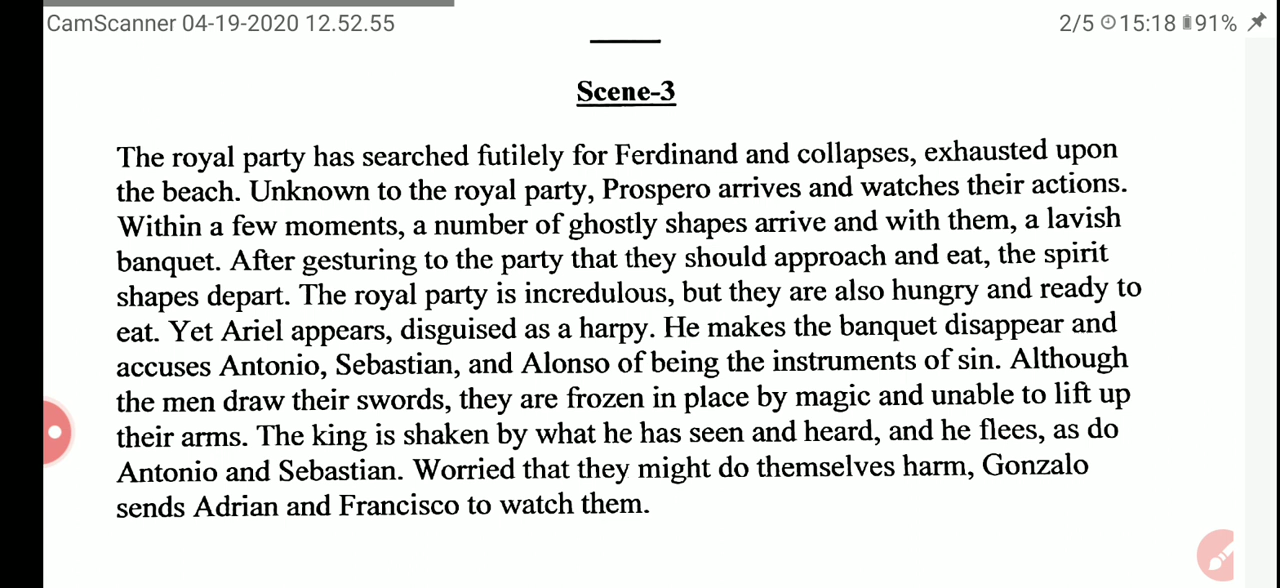 CamScanner 04-19-2020 12.52.55
2/5 15:18 91%
Scene-3
The royal party has searched futilely for Ferdinand and collapses, exhausted upon
the beach. Unknown to the royal party, Prospero arrives and watches their actions.
Within a few moments, a number of ghostly shapes arrive and with them, a lavish
banquet. After gesturing to the party that they should approach and eat, the spirit
shapes depart. The royal party is incredulous, but they are also hungry and ready to
eat. Yet Ariel appears, disguised as a harpy. He makes the banquet disappear and
accuses Antonio, Sebastian, and Alonso of being the instruments of sin. Although
the men draw their swords, they are frozen in place by magic and unable to lift up
their arms. The king is shaken by what he has seen and heard, and he flees, as do
Antonio and Sebastian. Worried that they might do themselves harm, Gonzalo
sends Adrian and Francisco to watch them.